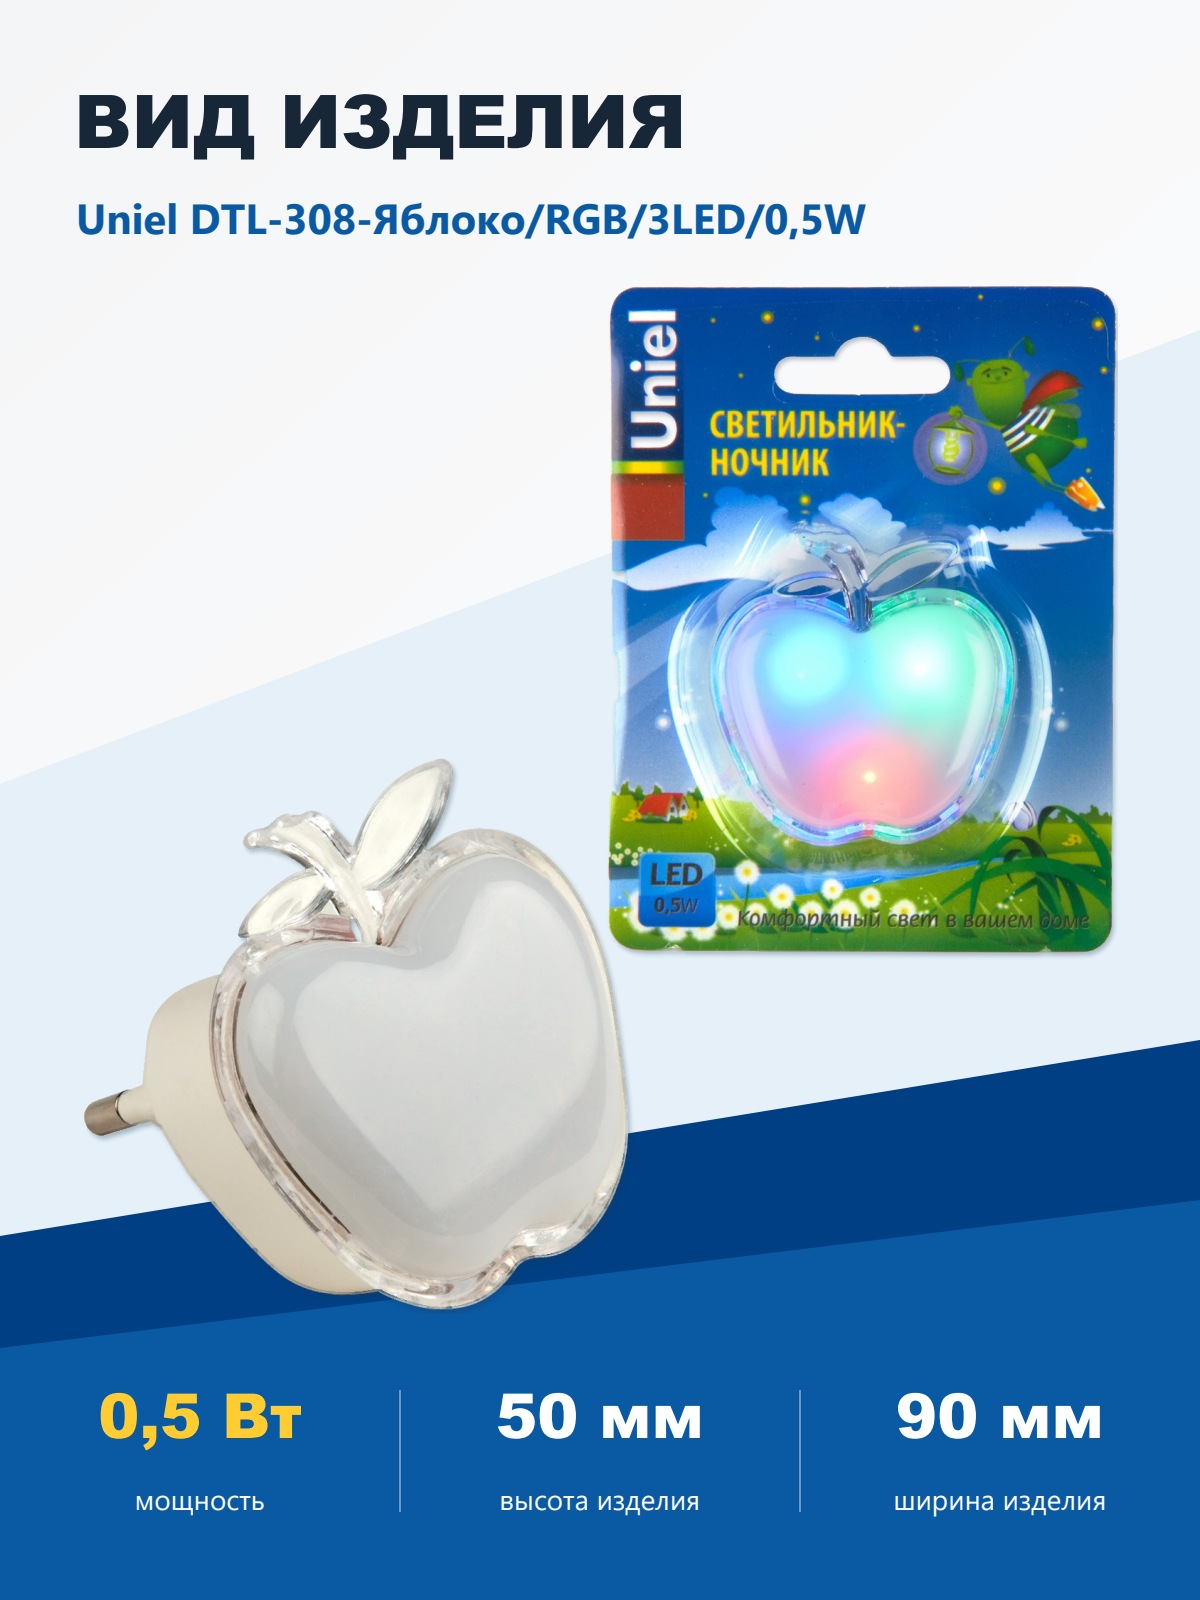 ВИД ИЗДЕЛИЯ
Uniel DTL-308-Яблоко/RGB/3LED/0,5W
Uniel
СВЕТИЛЬНИК-
НОЧНИК
LED
0,5W
Комфортный свет в вашем доме
0,5 Вт
мощность
50 мм
высота изделия
90 мм
ширина изделия